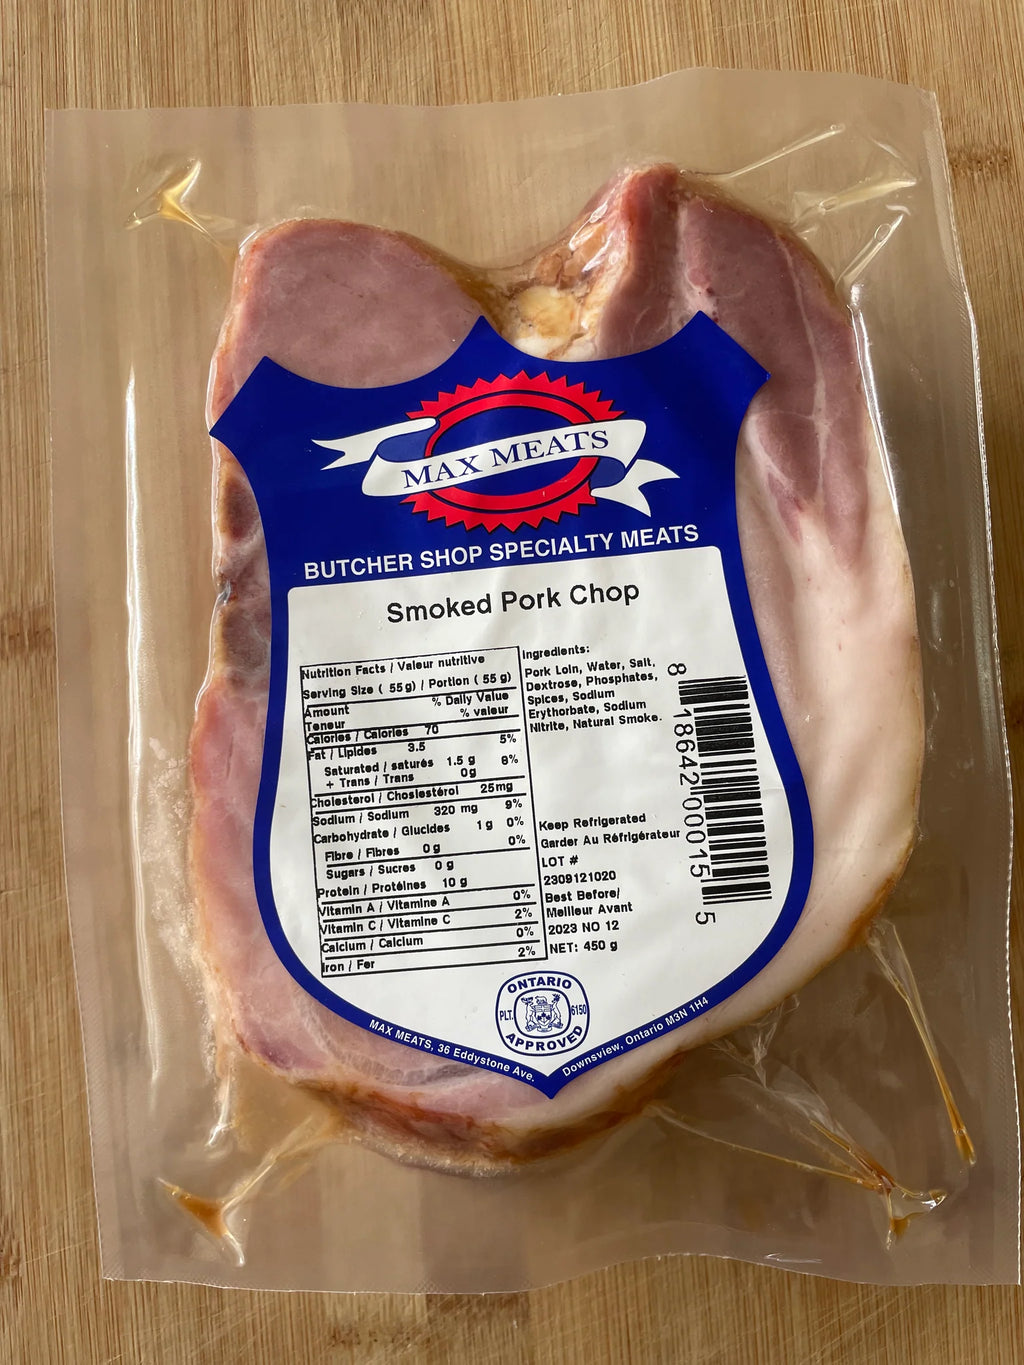 MAX MEATS
BUTCHER SHOP SPECIALTY MEATS
Smoked Pork Chop
Nutrition Facts / Valeur nutritive
Serving Size ( 55g) / Portion ( 55 g)
Amount % Daily Value
Teneur % valeur
Calories / Calories 70
Fat / Lipides 3.5 5%
Saturated / saturés 1.5 g 8%
+ Trans / Trans 0g
Cholesterol / Choslestérol 25mg
Sodium / Sodium 320 mg 9%
Carbohydrate / Glucides 1 g 0%
Fibre / Fibres 0 g 0%
Sugars / Sucres 0 g
Protein / Protéines 10 g
Vitamin A / Vitamine A 0%
Vitamin C / Vitamine C 2%
Calcium / Calcium 0%
Iron / Fer 2%
Ingredients:
Pork Loin, Water, Salt,
Dextrose, Phosphates,
Spices, Sodium
Erythorbate, Sodium
Nitrite, Natural Smoke.
Keep Refrigerated
Garder Au Réfrigérateur
LOT #
2309121020
Best Before/
Meilleur Avant
2023 NO 12
NET: 450 g
8 18642 00015 5
ONTARIO
PLT. 6150
APPROVED
MAX MEATS, 36 Eddystone Ave. Downsview, Ontario M3N 1H4